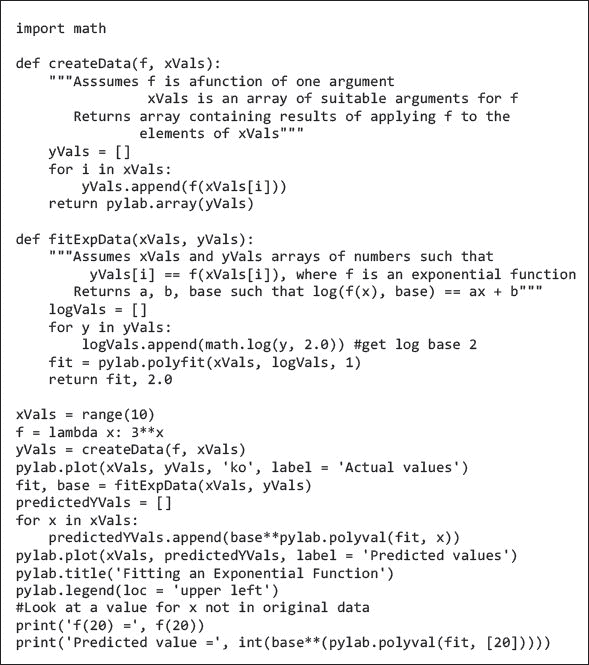 import math

def createData(f, xVals):
    """Asssumes f is afunction of one argument
                xVals is an array of suitable arguments for f
       Returns array containing results of applying f to the
               elements of xVals"""
    yVals = []
    for i in xVals:
        yVals.append(f(xVals[i]))
    return pylab.array(yVals)

def fitExpData(xVals, yVals):
    """Assumes xVals and yVals arrays of numbers such that
         yVals[i] == f(xVals[i]), where f is an exponential function
       Returns a, b, base such that log(f(x), base) == ax + b"""
    logVals = []
    for y in yVals:
        logVals.append(math.log(y, 2.0)) #get log base 2
    fit = pylab.polyfit(xVals, logVals, 1)
    return fit, 2.0

xVals = range(10)
f = lambda x: 3**x
yVals = createData(f, xVals)
pylab.plot(xVals, yVals, 'ko', label = 'Actual values')
fit, base = fitExpData(xVals, yVals)
predictedYVals = []
for x in xVals:
    predictedYVals.append(base**pylab.polyval(fit, x))
pylab.plot(xVals, predictedYVals, label = 'Predicted values')
pylab.title('Fitting an Exponential Function')
pylab.legend(loc = 'upper left')
#Look at a value for x not in original data
print('f(20) =', f(20))
print('Predicted value =', int(base**(pylab.polyval(fit, [20]))))